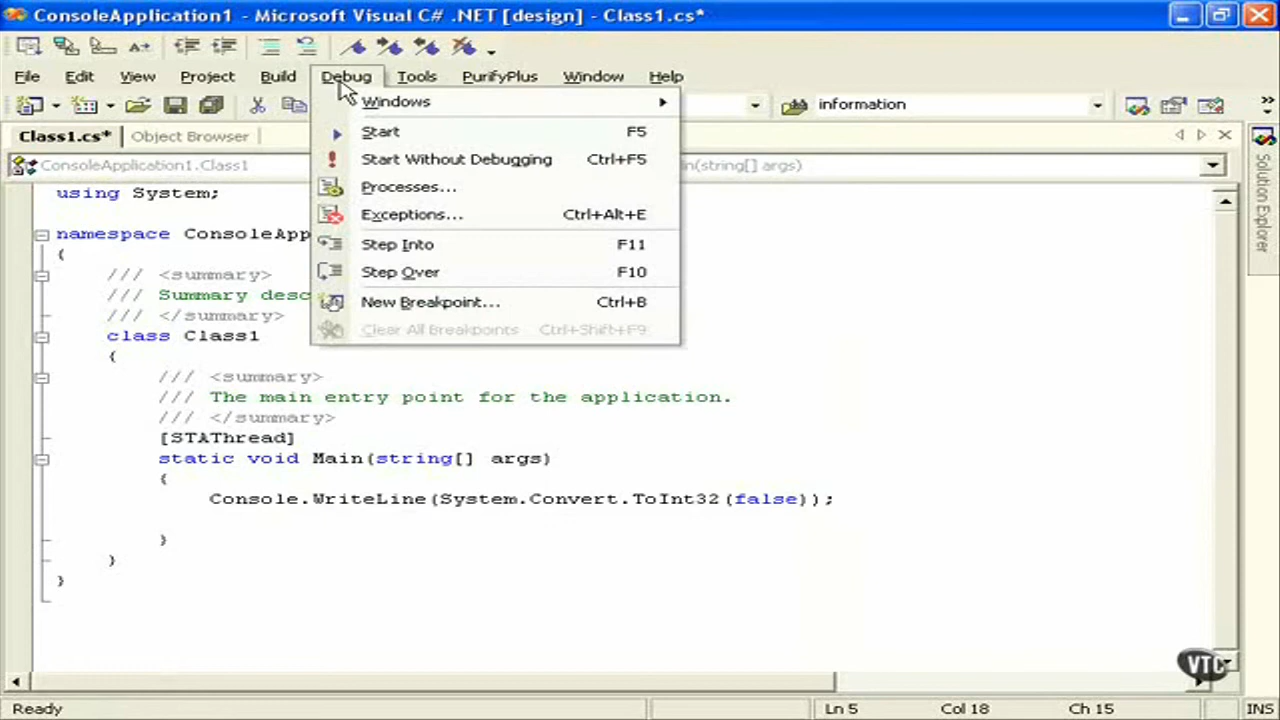 ConsoleApplication1 - Microsoft Visual C# .NET [design] - Class1.cs*
File Edit View Project Build Debug Tools PurifyPlus Window Help
information
Windows
Start F5
Start Without Debugging Ctrl+F5
Processes...
Exceptions... Ctrl+Alt+E
Step Into F11
Step Over F10
New Breakpoint... Ctrl+B
Clear All Breakpoints Ctrl+Shift+F9
Class1.cs* Object Browser
ConsoleApplication1.Class1
(string[] args)
Solution Explorer
using System;
namespace ConsoleApp
{
/// <summary>
/// Summary desc
/// </summary>
class Class1
{
/// <summary>
/// The main entry point for the application.
/// </summary>
[STAThread]
static void Main(string[] args)
{
Console.WriteLine(System.Convert.ToInt32(false));
}
}
}
VTC
Ready Ln 5 Col 18 Ch 15 INS